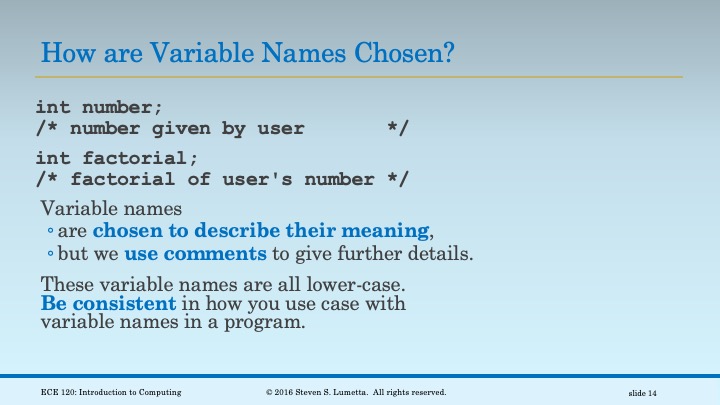 How are Variable Names Chosen?
int number;
/* number given by user       */
int factorial;
/* factorial of user's number */
Variable names
◦are chosen to describe their meaning,
◦but we use comments to give further details.
These variable names are all lower-case.
Be consistent in how you use case with
variable names in a program.
ECE 120: Introduction to Computing
© 2016 Steven S. Lumetta.  All rights reserved.
slide 14